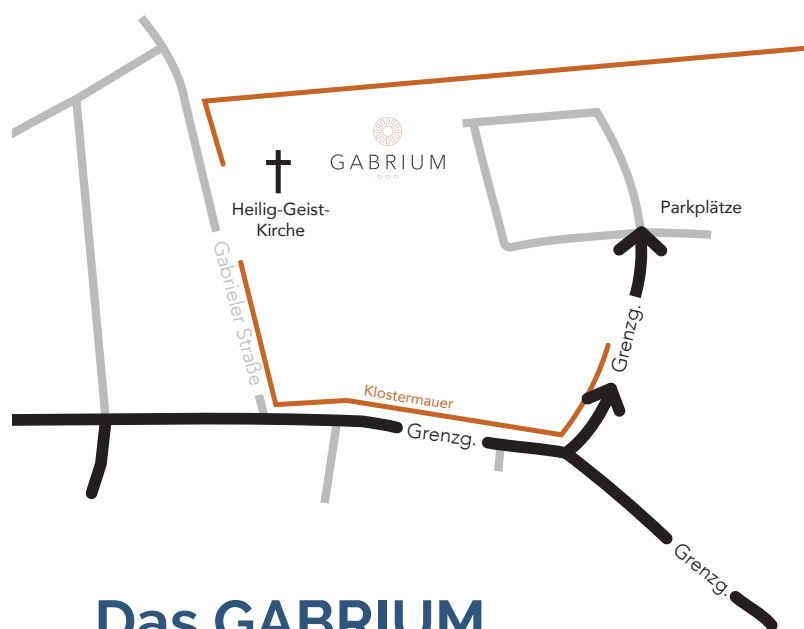 GABRIUM
Heilig-Geist-
Kirche
Parkplätze
Gabrieler Straße
Grenzg.
Klostermauer
Grenzg.
Grenzg.
Das GABRIUM